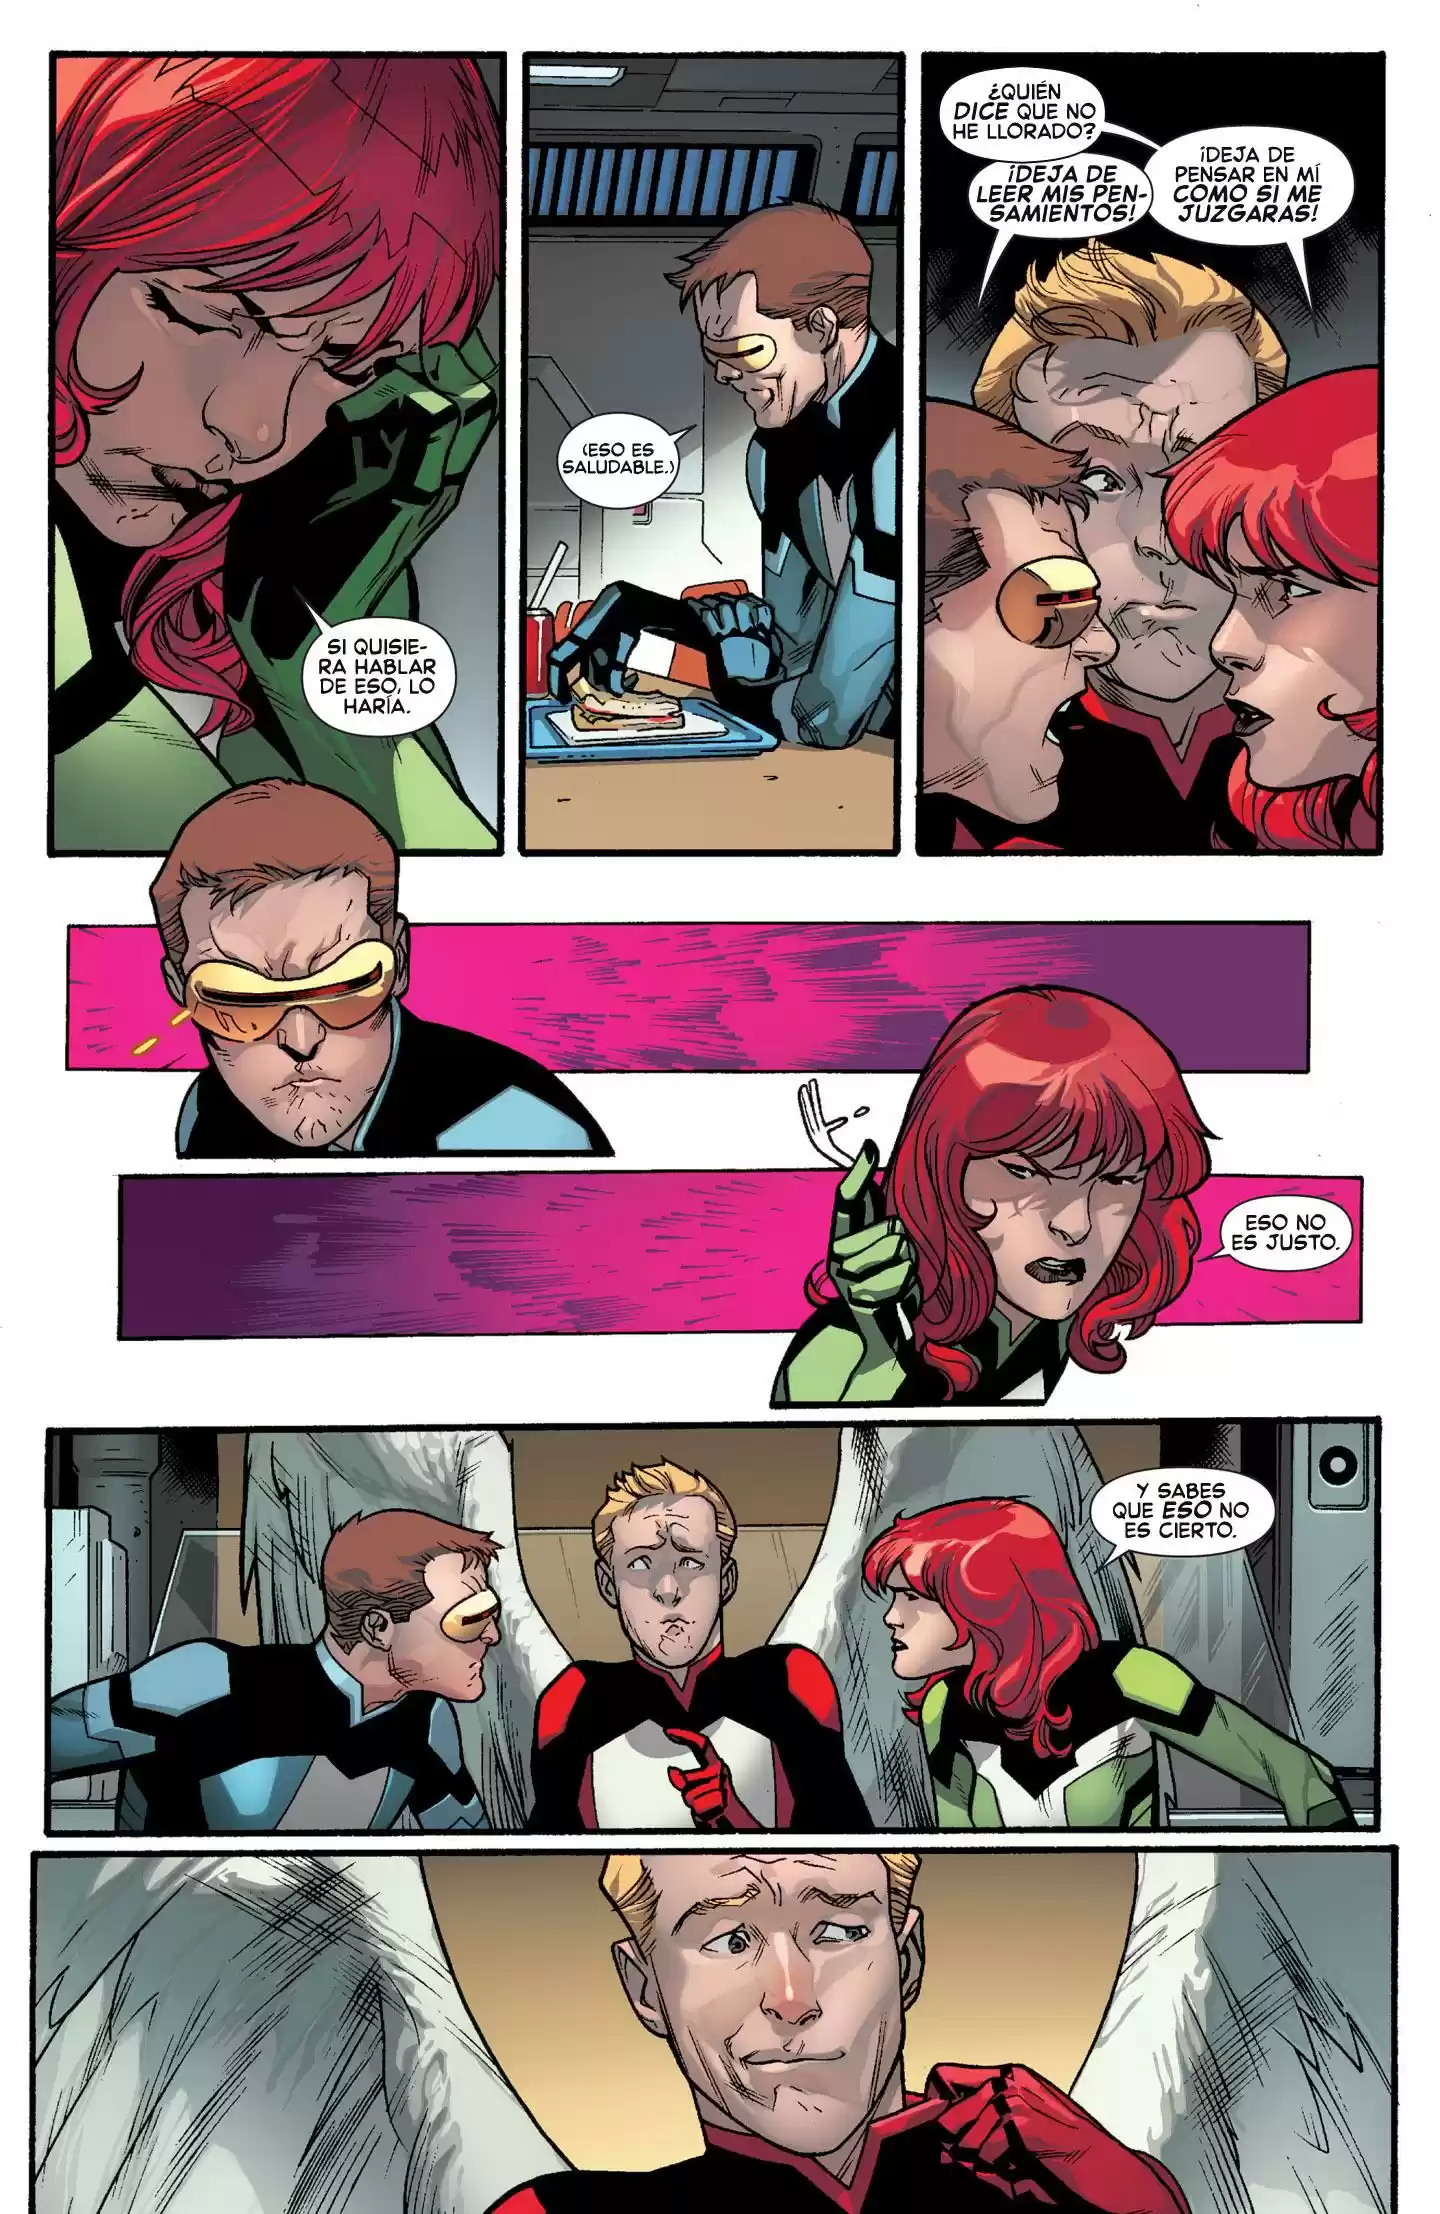 SI QUISIE-
RA HABLAR
DE ESO, LO
HARÍA.
(ESO ES
SALUDABLE.)
¿QUIÉN
DICE QUE NO
HE LLORADO?
¡DEJA DE
LEER MIS PEN-
SAMIENTOS!
¡DEJA DE
PENSAR EN MÍ
COMO SI ME
JUZGARAS!
ESO NO
ES JUSTO.
Y SABES
QUE ESO NO
ES CIERTO.